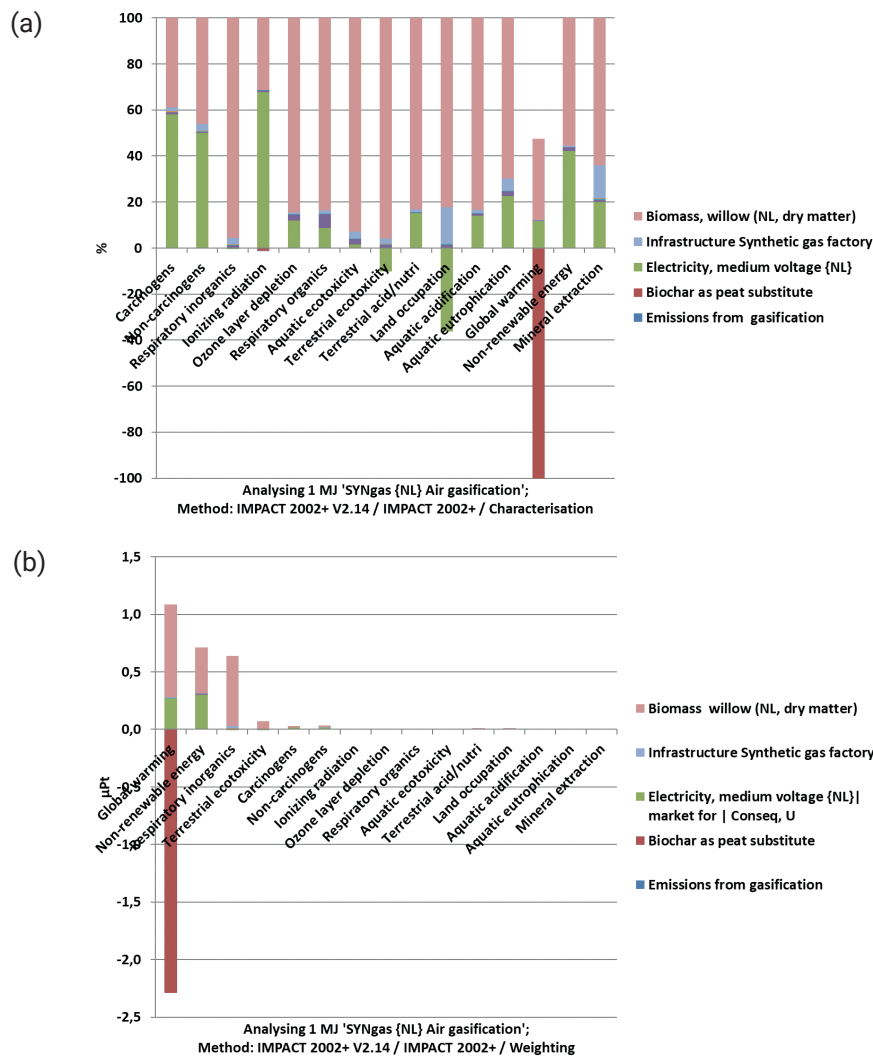 (a)
100
80
60
40
20
0
-20
-40
-60
-80
-100
%
Carcinogens
Non-carcinogens
Respiratory inorganics
Ionizing radiation
Ozone layer depletion
Respiratory organics
Aquatic ecotoxicity
Terrestrial ecotoxicity
Terrestrial acid/nutri
Land occupation
Aquatic acidification
Aquatic eutrophication
Global warming
Non-renewable energy
Mineral extraction
Biomass, willow (NL, dry matter)
Infrastructure Synthetic gas factory
Electricity, medium voltage {NL}
Biochar as peat substitute
Emissions from gasification
Analysing 1 MJ 'SYNgas {NL} Air gasification';
Method: IMPACT 2002+ V2.14 / IMPACT 2002+ / Characterisation
(b)
1,5
1,0
0,5
0,0
-0,5
-1,0
-1,5
-2,0
-2,5
µPt
Global warming
Non-renewable energy
Respiratory inorganics
Terrestrial ecotoxicity
Carcinogens
Non-carcinogens
Ionizing radiation
Ozone layer depletion
Respiratory organics
Aquatic ecotoxicity
Terrestrial acid/nutri
Land occupation
Aquatic acidification
Aquatic eutrophication
Mineral extraction
Biomass willow (NL, dry matter)
Infrastructure Synthetic gas factory
Electricity, medium voltage {NL}|
market for | Conseq, U
Biochar as peat substitute
Emissions from gasification
Analysing 1 MJ 'SYNgas {NL} Air gasification';
Method: IMPACT 2002+ V2.14 / IMPACT 2002+ / Weighting